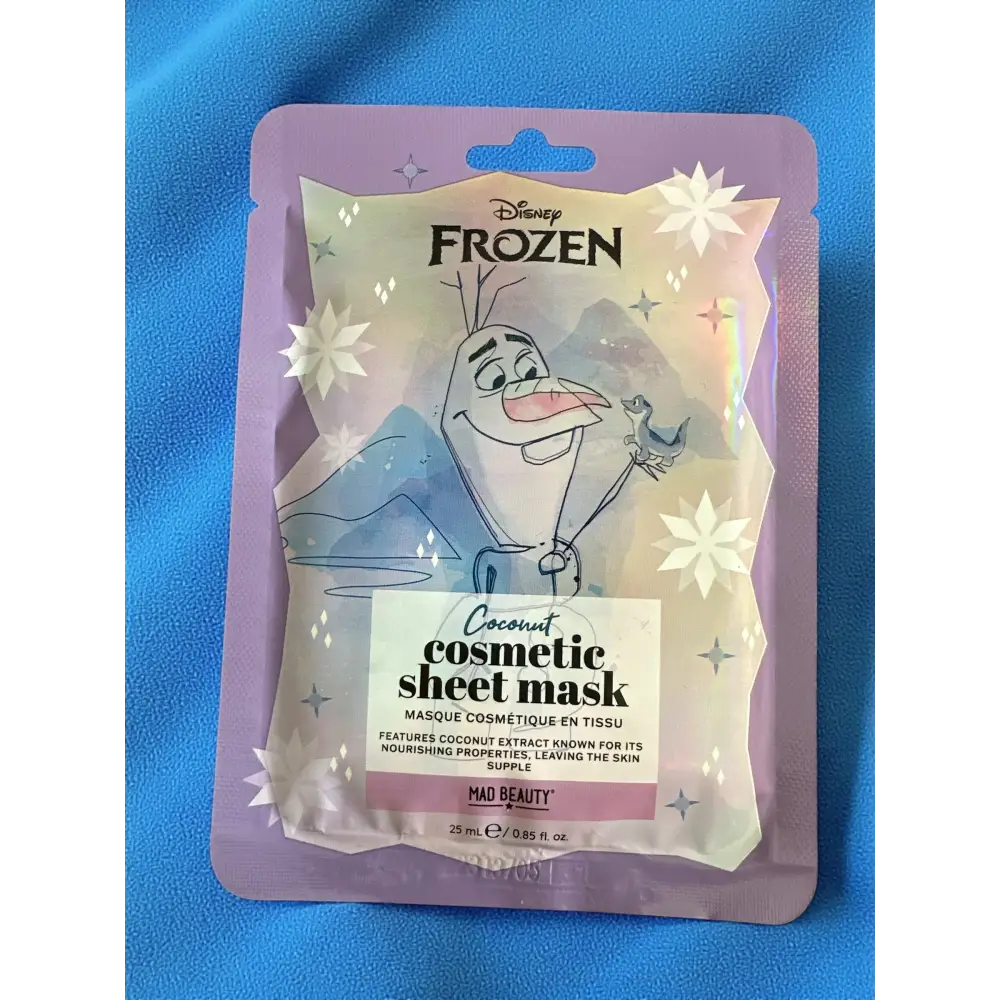 Disney
FROZEN
Coconut
cosmetic
sheet mask
MASQUE COSMÉTIQUE EN TISSU
FEATURES COCONUT EXTRACT KNOWN FOR ITS
NOURISHING PROPERTIES, LEAVING THE SKIN
SUPPLE
MAD BEAUTY®
25 mL ℮ / 0.85 fl. oz.